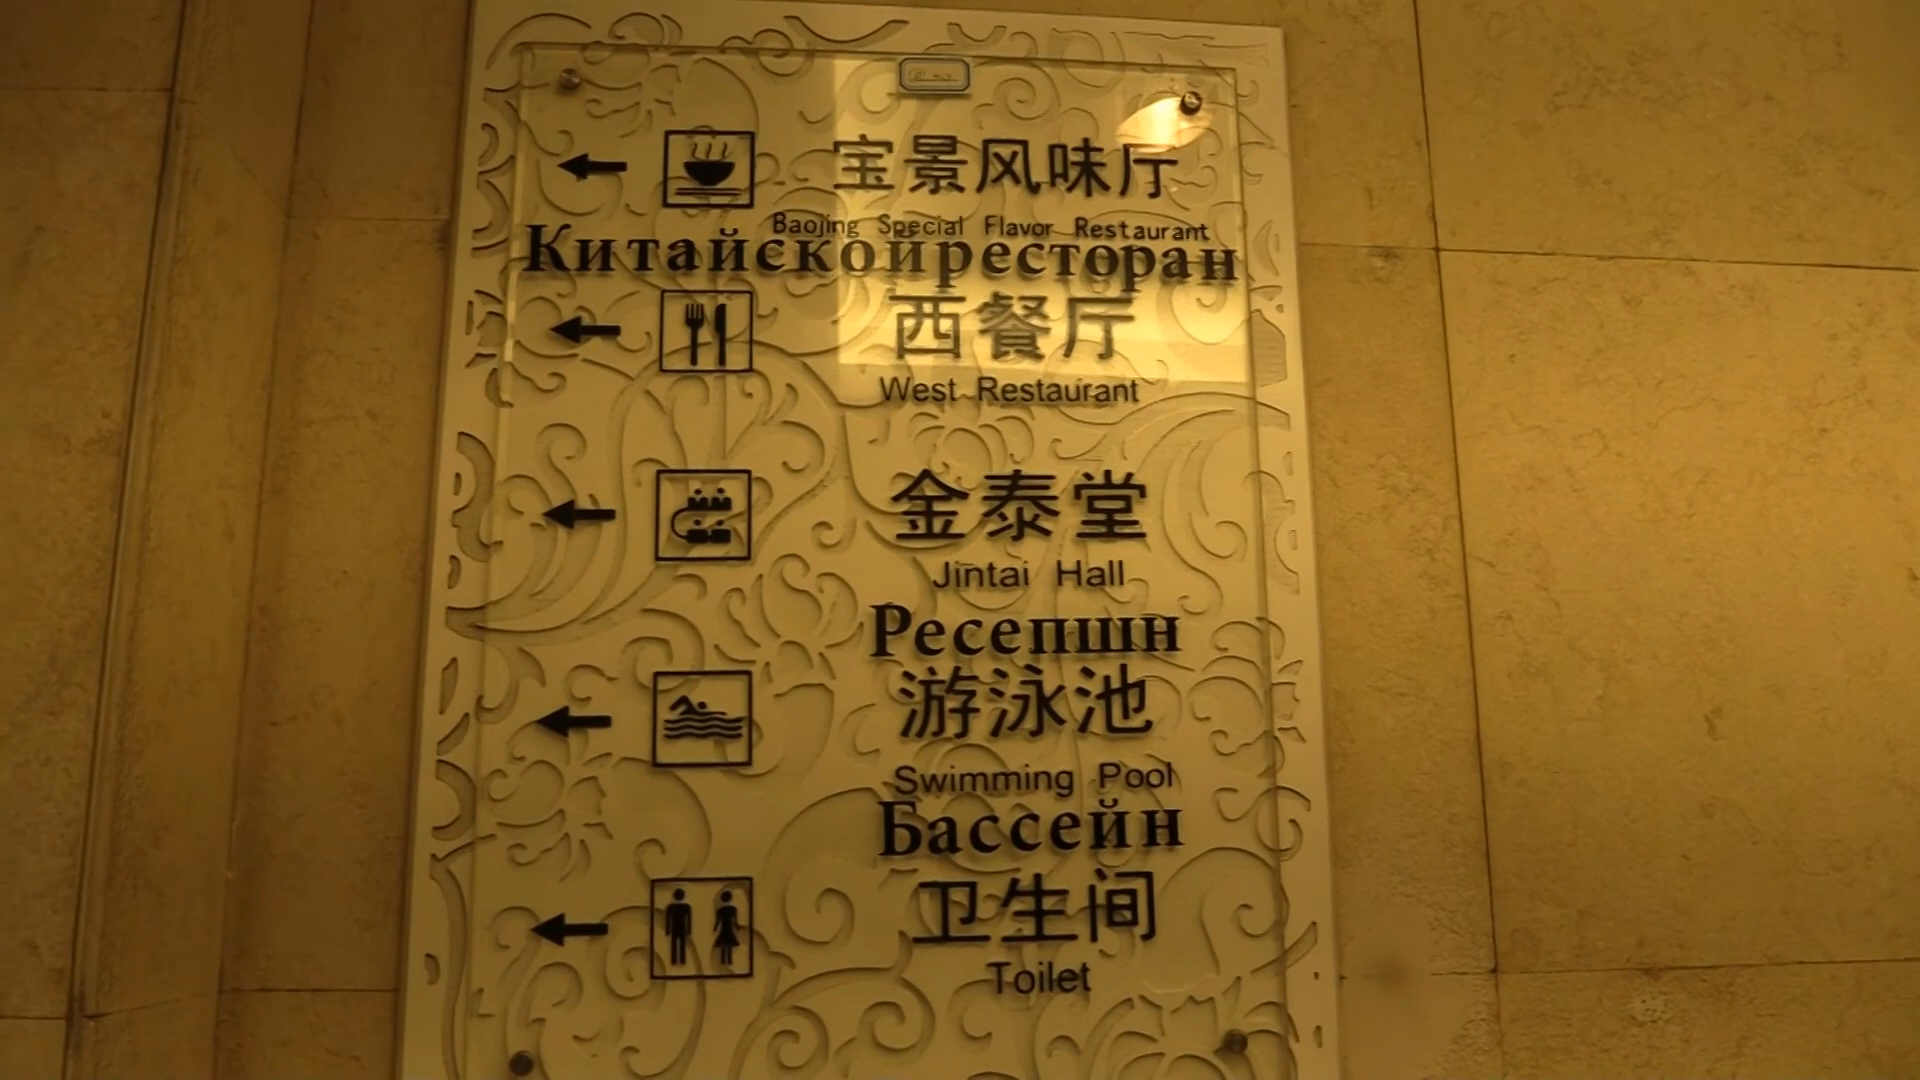 宝景风味厅
Baojing Special Flavor Restaurant
Китайскойресторан
西餐厅
West Restaurant
金泰堂
Jintai Hall
Ресепшн
游泳池
Swimming Pool
Бассейн
卫生间
Toilet